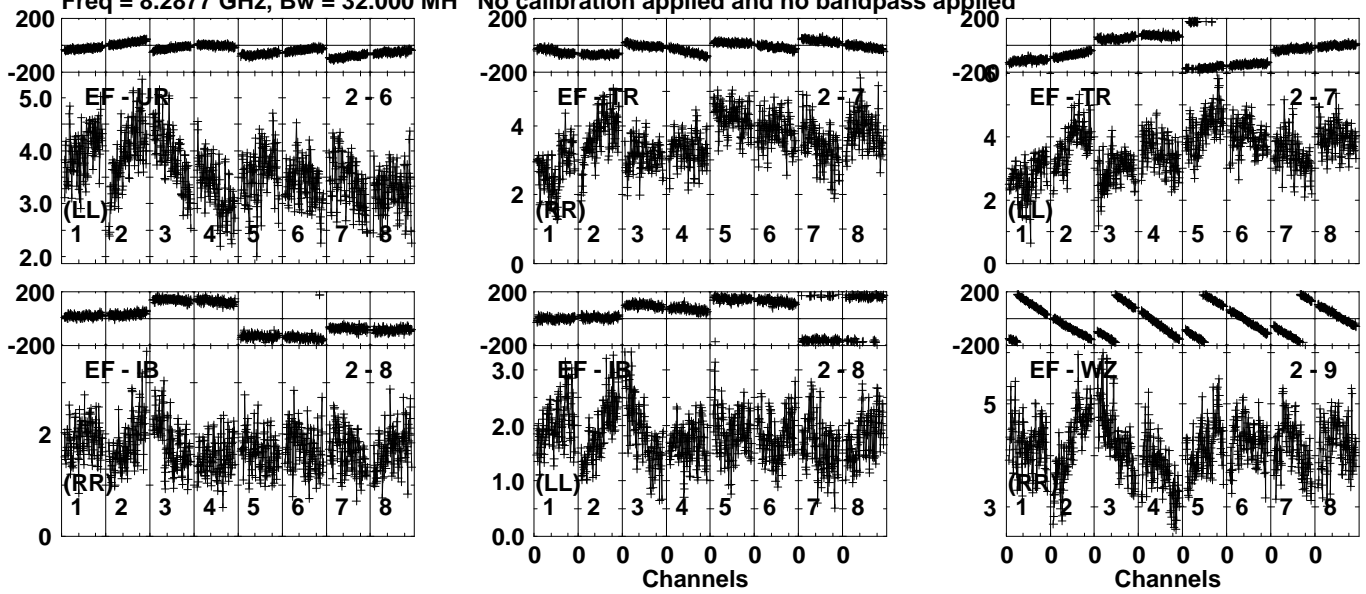 Freq = 8.2877 GHz, Bw = 32.000 MH No calibration applied and no bandpass applied
200
-200
EF - UR 2 - 6
5.0
4.0
3.0
2.0
(LL)
1 2 3 4 5 6 7 8
EF - TR 2 - 7
4
2
0
(RR)
1 2 3 4 5 6 7 8
200
-200
6
EF - TR 2 - 7
4
2
0
(LL)
1 2 3 4 5 6 7 8
200
-200
EF - IB 2 - 8
2
0
(RR)
1 2 3 4 5 6 7 8
EF - IB 2 - 8
3.0
2.0
1.0
0.0
(LL)
1 2 3 4 5 6 7 8
0 0 0 0 0 0 0 0
Channels
200
-200
EF - WZ 2 - 9
5
3
(RR)
1 2 3 4 5 6 7 8
0 0 0 0 0 0 0 0
Channels